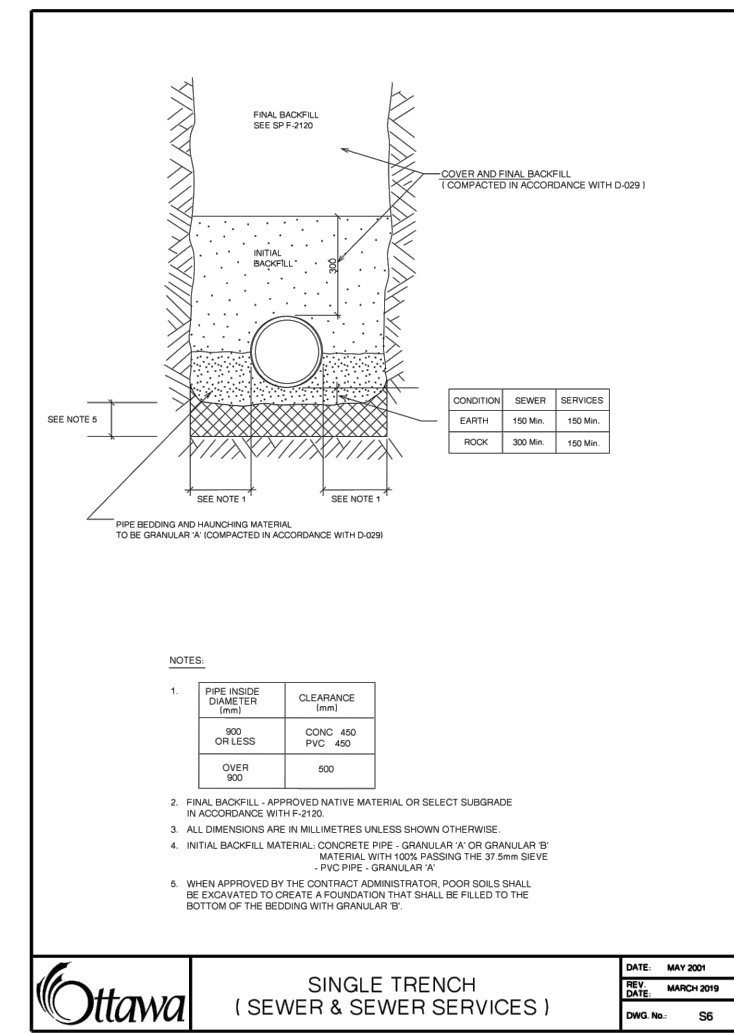 FINAL BACKFILL
SEE SP F-2120
COVER AND FINAL BACKFILL
( COMPACTED IN ACCORDANCE WITH D-029 )
INITIAL
BACKFILL
300
CONDITION SEWER SERVICES
EARTH 150 Min. 150 Min.
ROCK 300 Min. 150 Min.
SEE NOTE 5
SEE NOTE 1 SEE NOTE 1
PIPE BEDDING AND HAUNCHING MATERIAL
TO BE GRANULAR 'A' (COMPACTED IN ACCORDANCE WITH D-029)
NOTES:
1.
PIPE INSIDE
DIAMETER
(mm)
CLEARANCE
(mm)
900
OR LESS
CONC 450
PVC 450
OVER
900
500
2. FINAL BACKFILL - APPROVED NATIVE MATERIAL OR SELECT SUBGRADE
IN ACCORDANCE WITH F-2120.
3. ALL DIMENSIONS ARE IN MILLIMETRES UNLESS SHOWN OTHERWISE.
4. INITIAL BACKFILL MATERIAL: CONCRETE PIPE - GRANULAR 'A' OR GRANULAR 'B'
MATERIAL WITH 100% PASSING THE 37.5mm SIEVE
- PVC PIPE - GRANULAR 'A'
5. WHEN APPROVED BY THE CONTRACT ADMINISTRATOR, POOR SOILS SHALL
BE EXCAVATED TO CREATE A FOUNDATION THAT SHALL BE FILLED TO THE
BOTTOM OF THE BEDDING WITH GRANULAR 'B'.
Ottawa
SINGLE TRENCH
( SEWER & SEWER SERVICES )
DATE: MAY 2001
REV.
DATE: MARCH 2019
DWG. No.: S6